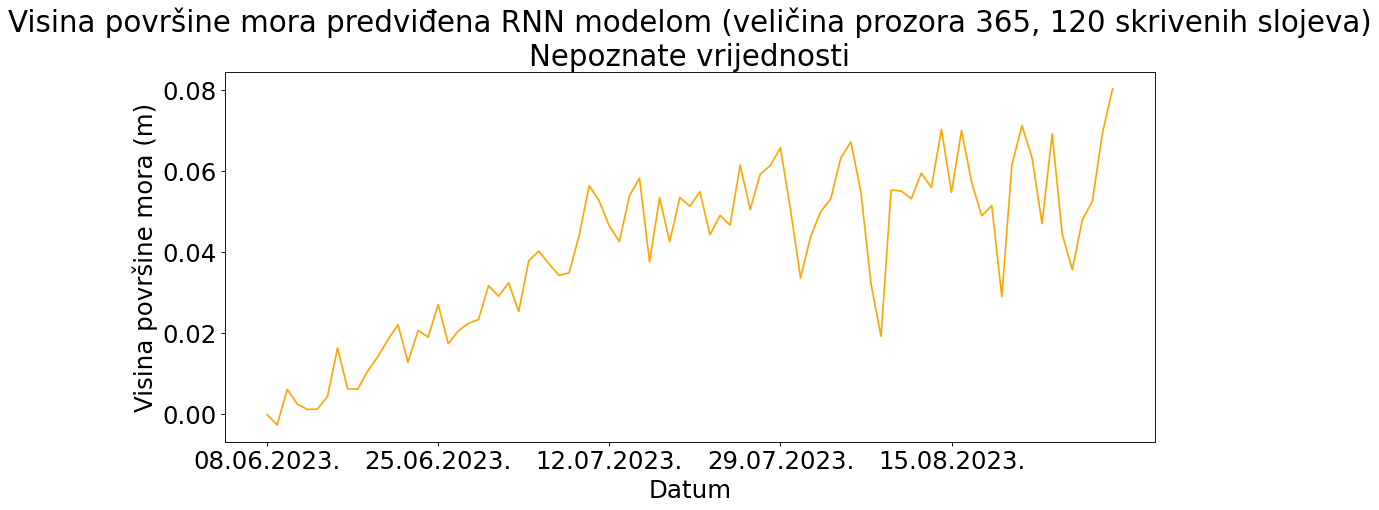 Visina površine mora predviđena RNN modelom (veličina prozora 365, 120 skrivenih slojeva)
Nepoznate vrijednosti
Visina površine mora (m)
0.08
0.06
0.04
0.02
0.00
08.06.2023. 25.06.2023. 12.07.2023. 29.07.2023. 15.08.2023.
Datum